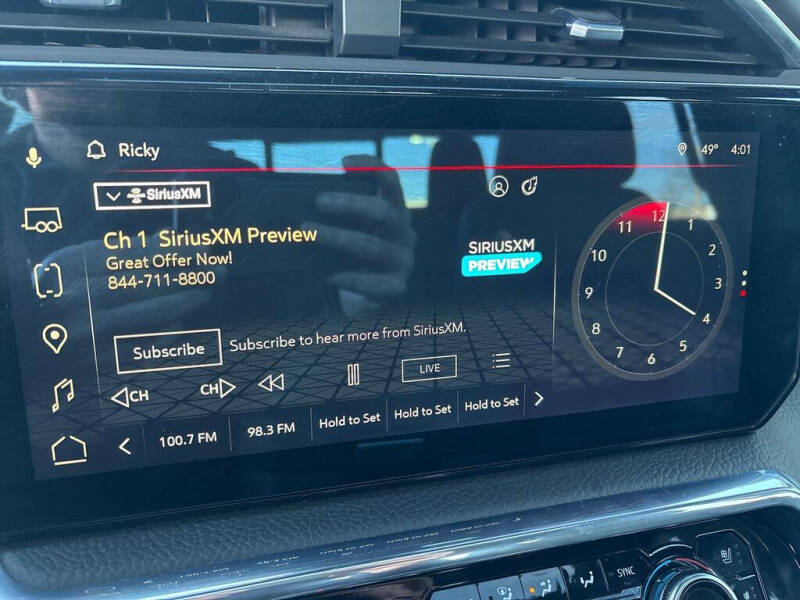 Ricky
49° 4:01
SiriusXM
Ch 1 SiriusXM Preview
Great Offer Now!
844-711-8800
SIRIUSXM
PREVIEW
12
1
2
3
4
5
6
7
8
9
10
11
Subscribe Subscribe to hear more from SiriusXM.
CH CH LIVE
100.7 FM 98.3 FM Hold to Set Hold to Set Hold to Set
SYNC